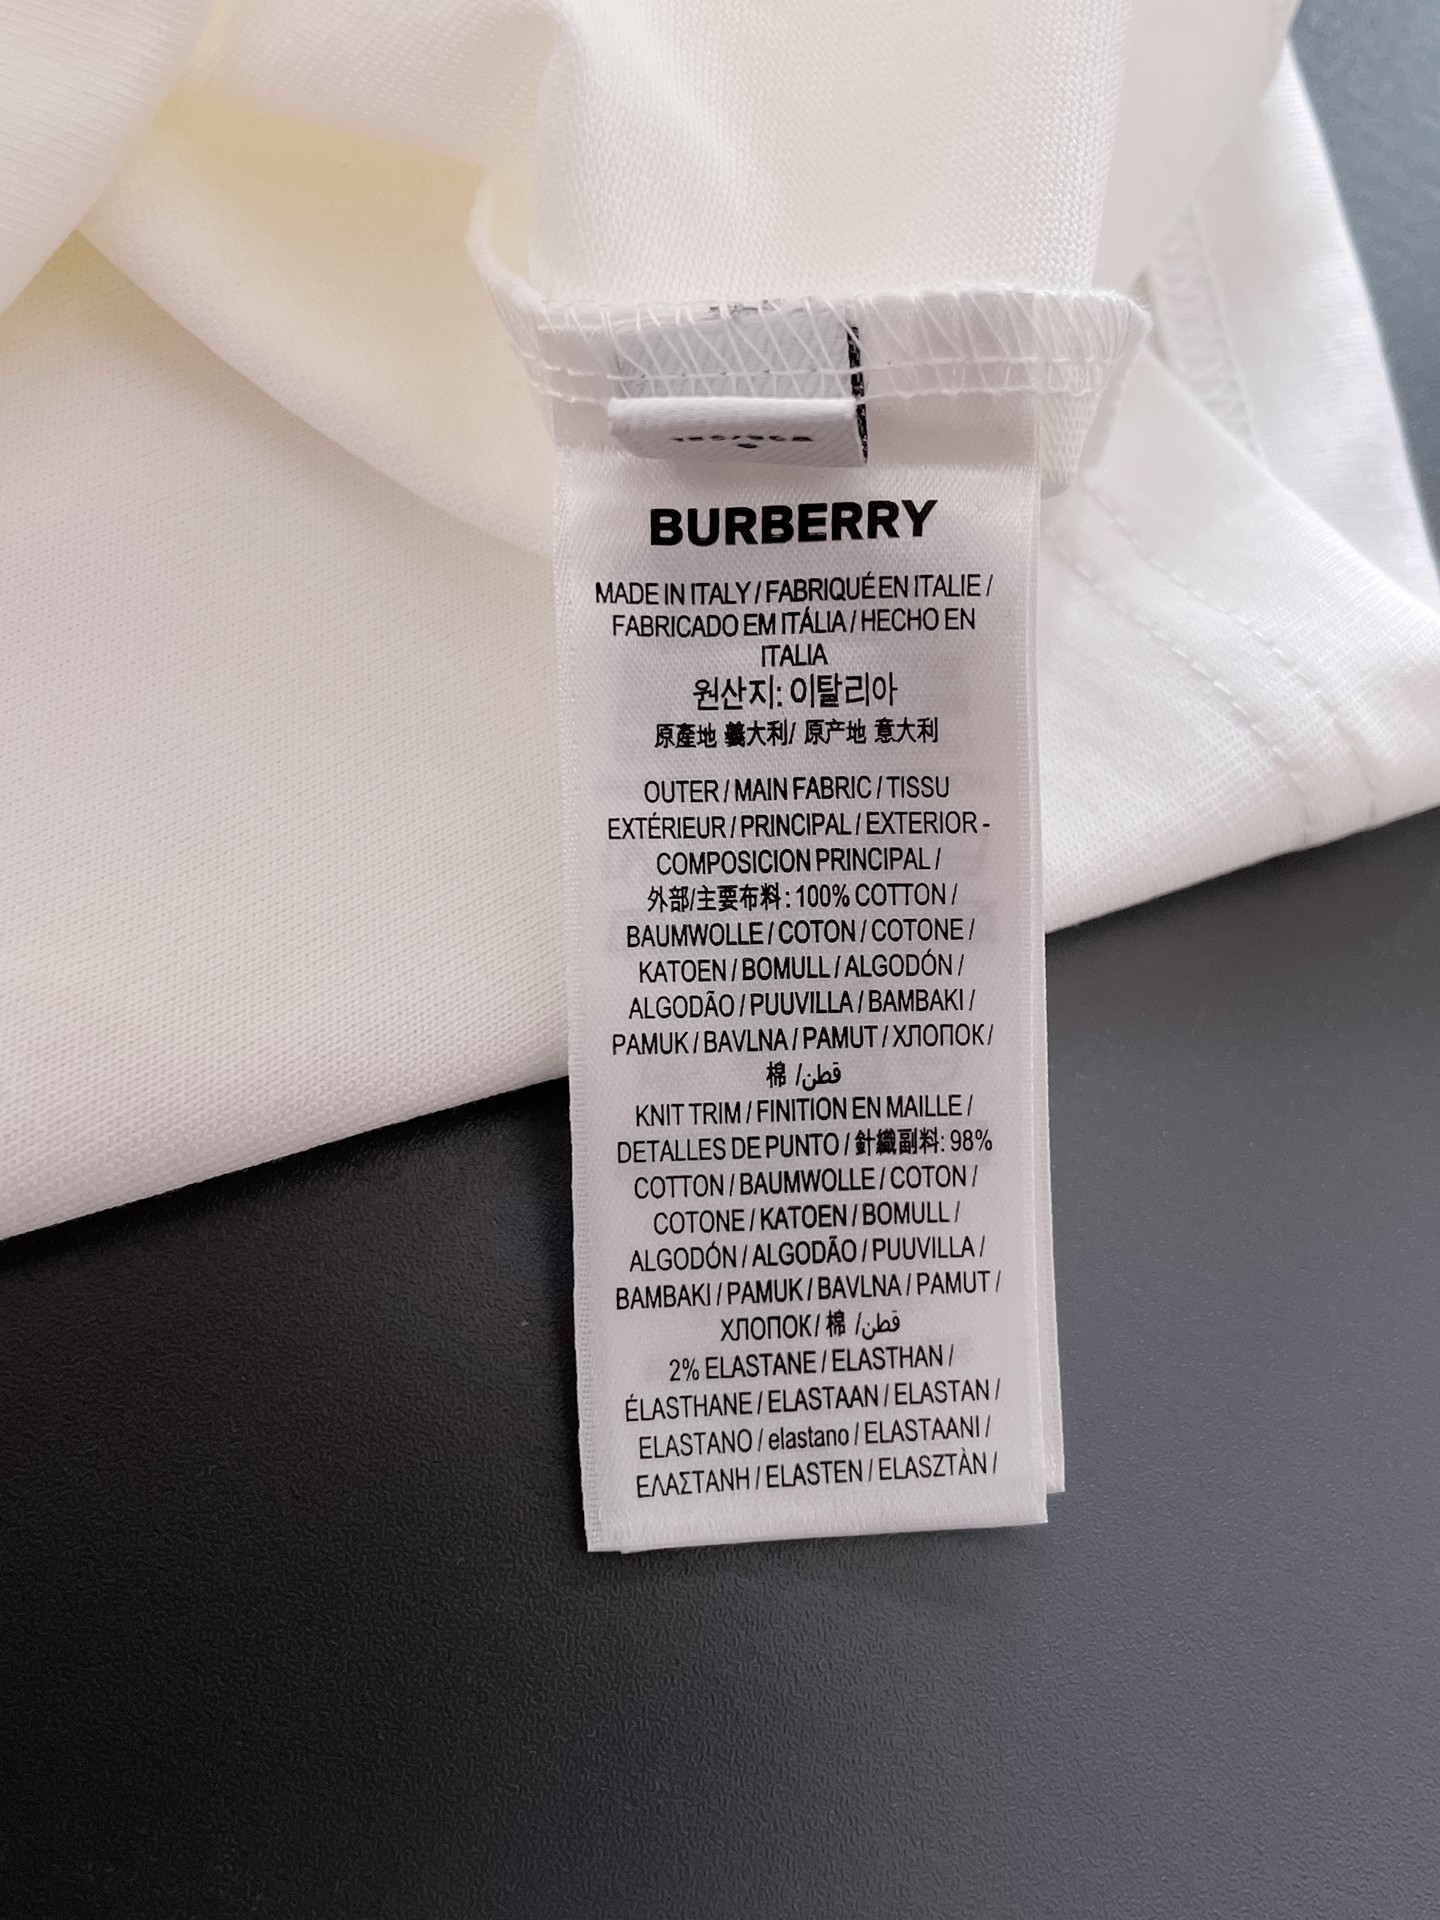 BURBERRY
MADE IN ITALY / FABRIQUÉ EN ITALIE /
FABRICADO EM ITÁLIA / HECHO EN
ITALIA
원산지: 이탈리아
原產地 義大利/ 原产地 意大利
OUTER / MAIN FABRIC / TISSU
EXTÉRIEUR / PRINCIPAL / EXTERIOR -
COMPOSICION PRINCIPAL /
外部/主要布料: 100% COTTON /
BAUMWOLLE / COTON / COTONE /
KATOEN / BOMULL / ALGODÓN /
ALGODÃO / PUUVILLA / BAMBAKI /
PAMUK / BAVLNA / PAMUT / ХЛОПОК /
棉 /قطن
KNIT TRIM / FINITION EN MAILLE /
DETALLES DE PUNTO / 針織副料: 98%
COTTON / BAUMWOLLE / COTON /
COTONE / KATOEN / BOMULL /
ALGODÓN / ALGODÃO / PUUVILLA /
BAMBAKI / PAMUK / BAVLNA / PAMUT /
ХЛОПОК / 棉 /قطن
2% ELASTANE / ELASTHAN /
ÉLASTHANE / ELASTAAN / ELASTAN /
ELASTANO / elastano / ELASTAANI /
ΕΛΑΣΤΑΝΗ / ELASTEN / ELASZTÀN /